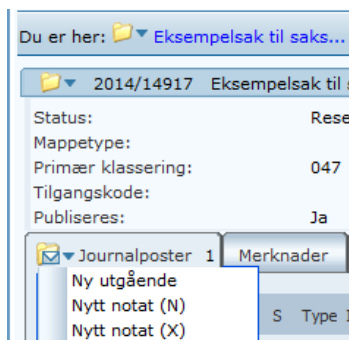 Du er her: Eksempelsak til saks...
2014/14917 Eksempelsak til
Status: Rese
Mappetype:
Primær klassering: 047
Tilgangskode:
Publiseres: Ja
Journalposter 1 Merknader
Ny utgående
Nytt notat (N)
S Type
Nytt notat (X)